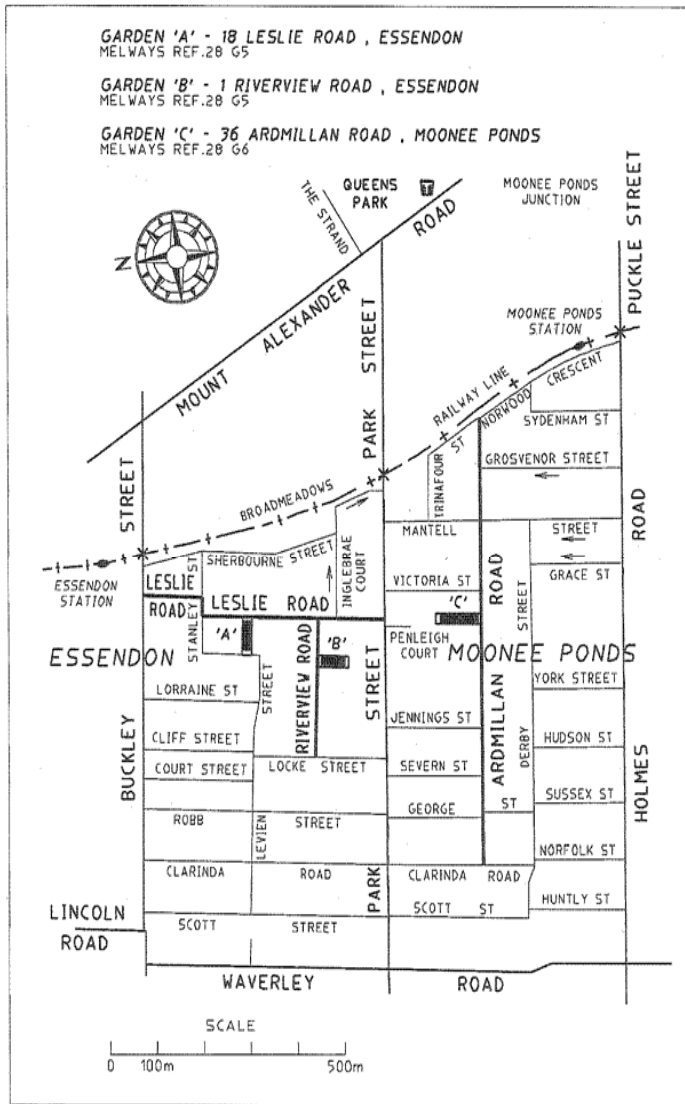 GARDEN 'A' - 18 LESLIE ROAD , ESSENDON
MELWAYS REF.28 G5
GARDEN 'B' - 1 RIVERVIEW ROAD , ESSENDON
MELWAYS REF.28 G5
GARDEN 'C' - 36 ARDMILLAN ROAD , MOONEE PONDS
MELWAYS REF.28 G6
QUEENS
PARK
MOONEE PONDS
JUNCTION
THE STRAND
N
MOUNT ALEXANDER ROAD
PUCKLE STREET
PARK STREET
MOONEE PONDS
STATION
RAILWAY LINE
NORWOOD CRESCENT
SYDENHAM ST
GROSVENOR STREET
TRINAFOUR ST
BROADMEADOWS
STREET
ESSENDON
STATION
SHERBOURNE STREET
INGLEBRAE
COURT
MANTELL
STREET
ROAD
VICTORIA ST
GRACE ST
LESLIE
ROAD
LESLIE ROAD
STANLEY ST
'A'
'B'
'C'
PENLEIGH
COURT
ROAD
STREET
ESSENDON
MOONEE PONDS
RIVERVIEW ROAD
STREET
STREET
LORRAINE ST
YORK STREET
JENNINGS ST
ARDMILLAN
DERBY
CLIFF STREET
HUDSON ST
BUCKLEY
COURT STREET
LOCKE STREET
SEVERN ST
SUSSEX ST
HOLMES
GEORGE ST
ROBB STREET
LEVIEN
NORFOLK ST
CLARINDA ROAD
CLARINDA ROAD
PARK
HUNTLY ST
LINCOLN
ROAD
SCOTT STREET
SCOTT ST
WAVERLEY ROAD
SCALE
0 100m 500m